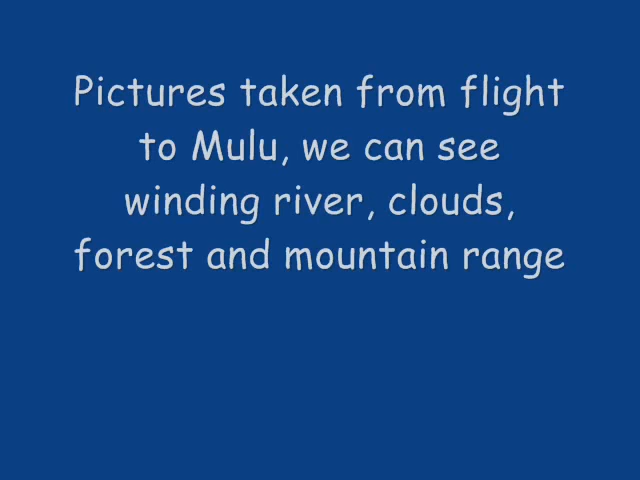 Pictures taken from flight
to Mulu, we can see
winding river, clouds,
forest and mountain range